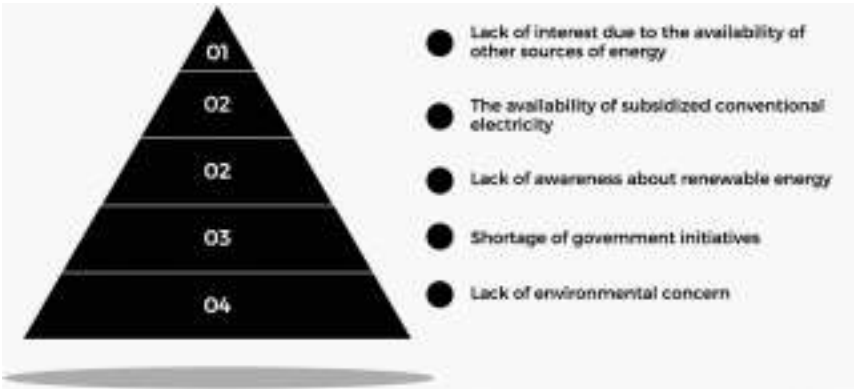 01
02
02
03
04
Lack of interest due to the availability of
other sources of energy
The availability of subsidized conventional
electricity
Lack of awareness about renewable energy
Shortage of government initiatives
Lack of environmental concern